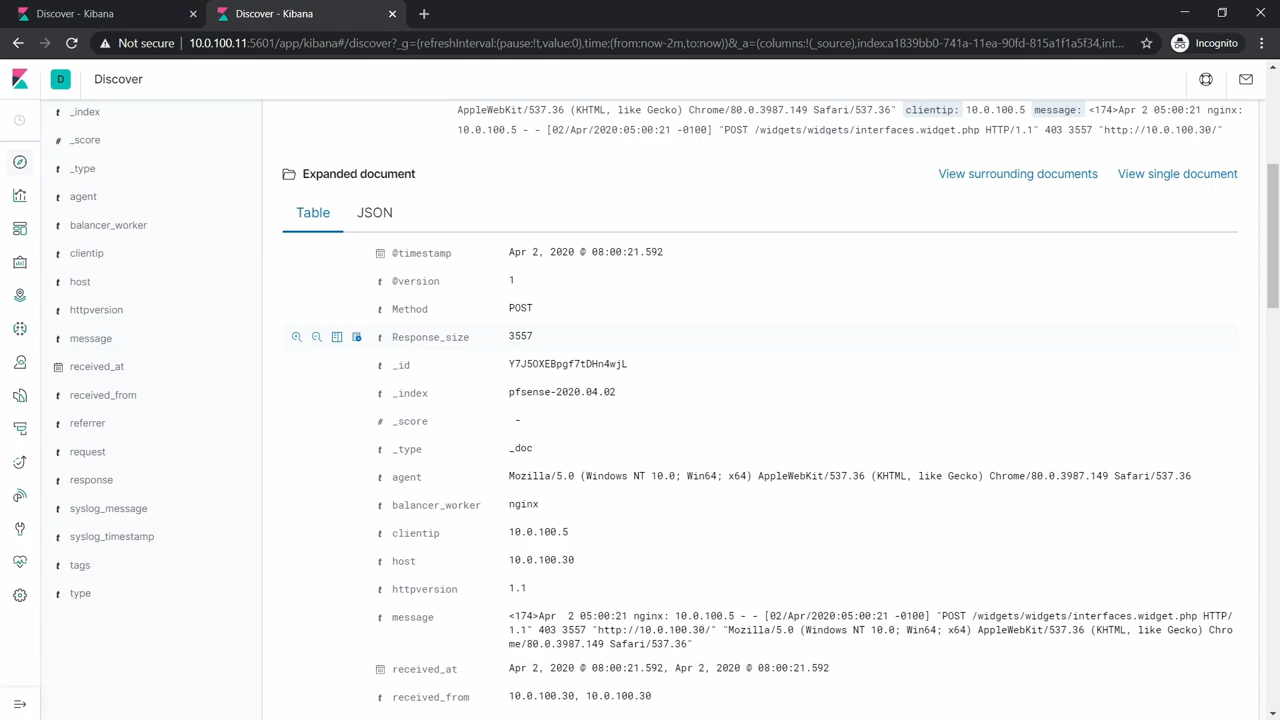 Discover - Kibana
Discover - Kibana
Not secure
10.0.100.11:5601/app/kibana#/discover?_g=(refreshInterval:(pause:!t,value:0),time:(from:now-2m,to:now))&_a=(columns:!(_source),index:a1839bb0-741a-11ea-90fd-815a1f1a5f34,int...
Incognito
D
Discover
_index
_score
_type
agent
balancer_worker
clientip
host
httpversion
message
received_at
received_from
referrer
request
response
syslog_message
syslog_timestamp
tags
type
AppleWebKit/537.36 (KHTML, like Gecko) Chrome/80.0.3987.149 Safari/537.36" clientip: 10.0.100.5 message: <174>Apr 2 05:00:21 nginx:
10.0.100.5 - - [02/Apr/2020:05:00:21 -0100] "POST /widgets/widgets/interfaces.widget.php HTTP/1.1" 403 3557 "http://10.0.100.30/"
Expanded document
View surrounding documents
View single document
Table
JSON
t
#
@timestamp Apr 2, 2020 @ 08:00:21.592
t @version 1
t Method POST
t Response_size 3557
t _id Y7J5OXEBpgf7tDHn4wjL
t _index pfsense-2020.04.02
# _score -
t _type _doc
t agent Mozilla/5.0 (Windows NT 10.0; Win64; x64) AppleWebKit/537.36 (KHTML, like Gecko) Chrome/80.0.3987.149 Safari/537.36
t balancer_worker nginx
t clientip 10.0.100.5
t host 10.0.100.30
t httpversion 1.1
t message <174>Apr 2 05:00:21 nginx: 10.0.100.5 - - [02/Apr/2020:05:00:21 -0100] "POST /widgets/widgets/interfaces.widget.php HTTP/
1.1" 403 3557 "http://10.0.100.30/" "Mozilla/5.0 (Windows NT 10.0; Win64; x64) AppleWebKit/537.36 (KHTML, like Gecko) Chro
me/80.0.3987.149 Safari/537.36"
received_at Apr 2, 2020 @ 08:00:21.592, Apr 2, 2020 @ 08:00:21.592
t received_from 10.0.100.30, 10.0.100.30